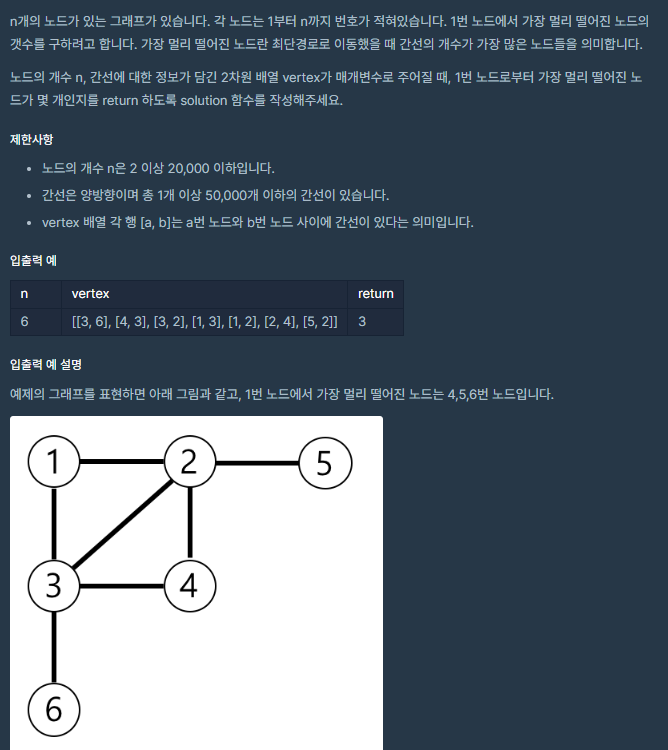 n개의 노드가 있는 그래프가 있습니다. 각 노드는 1부터 n까지 번호가 적혀있습니다. 1번 노드에서 가장 멀리 떨어진 노드의
갯수를 구하려고 합니다. 가장 멀리 떨어진 노드란 최단경로로 이동했을 때 간선의 개수가 가장 많은 노드들을 의미합니다.
노드의 개수 n, 간선에 대한 정보가 담긴 2차원 배열 vertex가 매개변수로 주어질 때, 1번 노드로부터 가장 멀리 떨어진 노
드가 몇 개인지를 return 하도록 solution 함수를 작성해주세요.
제한사항
• 노드의 개수 n은 2 이상 20,000 이하입니다.
• 간선은 양방향이며 총 1개 이상 50,000개 이하의 간선이 있습니다.
• vertex 배열 각 행 [a, b]는 a번 노드와 b번 노드 사이에 간선이 있다는 의미입니다.
입출력 예
n vertex return
6 [[3, 6], [4, 3], [3, 2], [1, 3], [1, 2], [2, 4], [5, 2]] 3
입출력 예 설명
예제의 그래프를 표현하면 아래 그림과 같고, 1번 노드에서 가장 멀리 떨어진 노드는 4,5,6번 노드입니다.
1 2 5
3 4
6